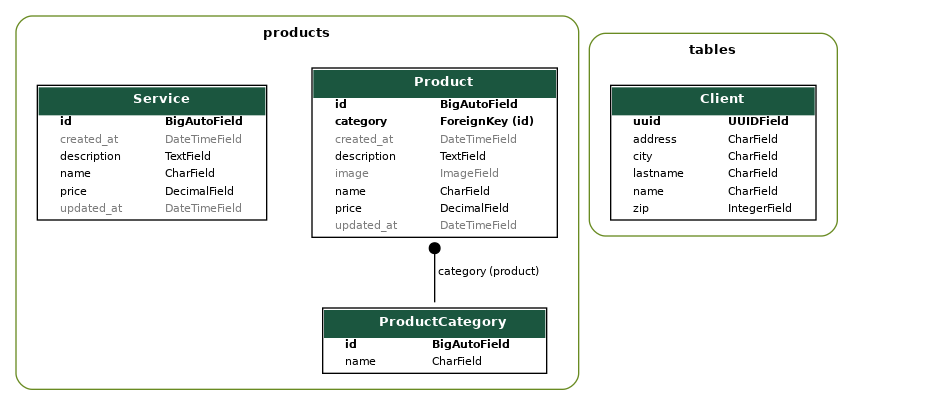 products
Service
id BigAutoField
created_at DateTimeField
description TextField
name CharField
price DecimalField
updated_at DateTimeField
Product
id BigAutoField
category ForeignKey (id)
created_at DateTimeField
description TextField
image ImageField
name CharField
price DecimalField
updated_at DateTimeField
category (product)
ProductCategory
id BigAutoField
name CharField
tables
Client
uuid UUIDField
address CharField
city CharField
lastname CharField
name CharField
zip IntegerField